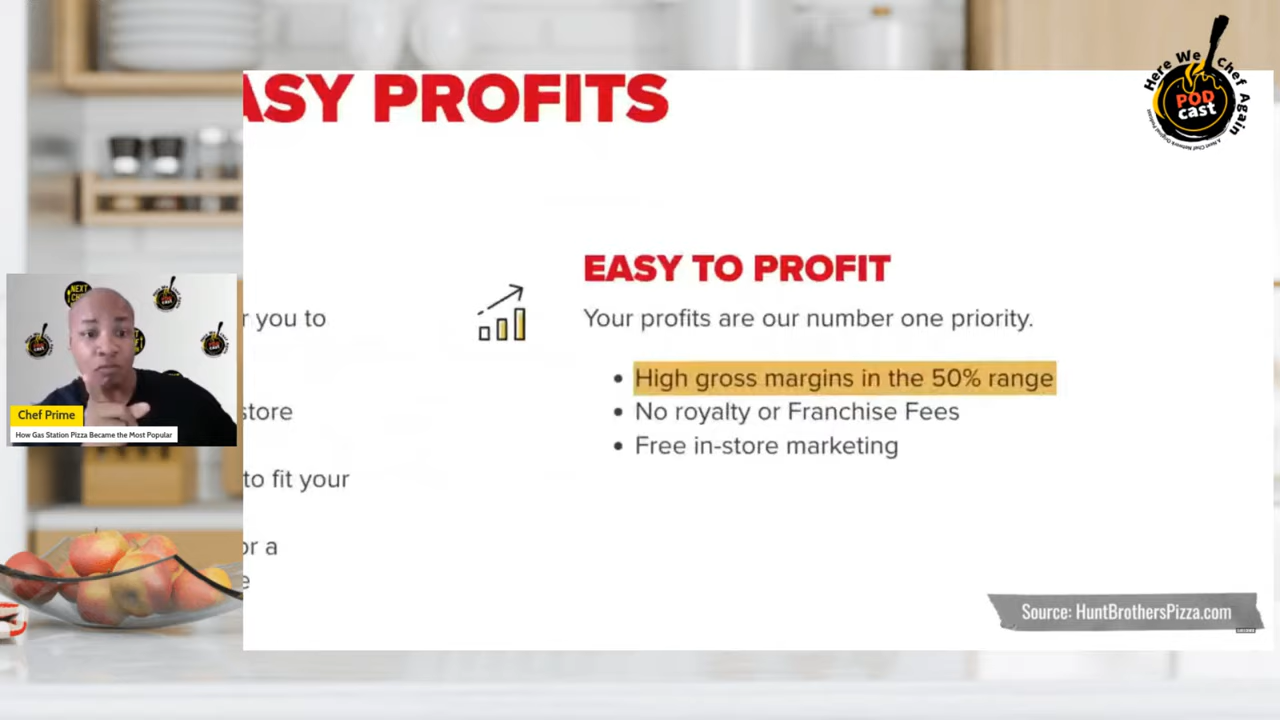 ASY PROFITS
Here We Chef Again
POD
cast
EASY TO PROFIT
r you to
Your profits are our number one priority.
High gross margins in the 50% range
store
No royalty or Franchise Fees
Free in-store marketing
to fit your
or a
e
NEXT
Chef Prime
How Gas Station Pizza Became the Most Popular
Source: HuntBrothersPizza.com